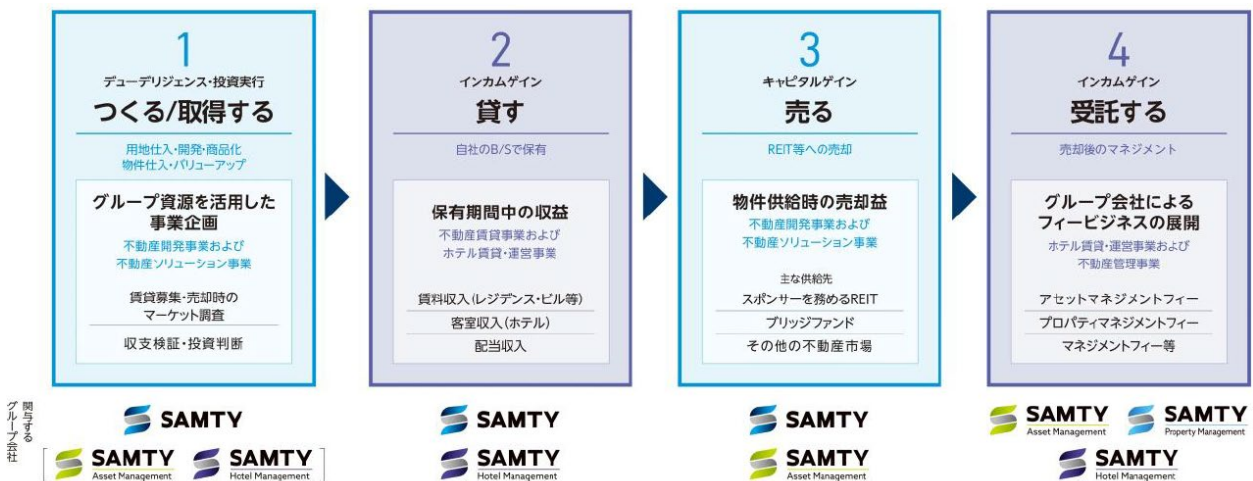 1
デューデリジェンス・投資実行
つくる/取得する
用地仕入・開発・商品化
物件仕入・バリューアップ
グループ資源を活用した
事業企画
不動産開発事業および
不動産ソリューション事業
賃貸募集・売却時の
マーケット調査
収支検証・投資判断
2
インカムゲイン
貸す
自社のB/Sで保有
保有期間中の収益
不動産賃貸事業および
ホテル賃貸・運営事業
賃料収入(レジデンス・ビル等)
客室収入(ホテル)
配当収入
3
キャピタルゲイン
売る
REIT等への売却
物件供給時の売却益
不動産開発事業および
不動産ソリューション事業
主な供給先
スポンサーを務めるREIT
ブリッジファンド
その他の不動産市場
4
インカムゲイン
受託する
売却後のマネジメント
グループ会社による
フィービジネスの展開
ホテル賃貸・運営事業および
不動産管理事業
アセットマネジメントフィー
プロパティマネジメントフィー
マネジメントフィー等
関与する
グループ会社
SAMTY
SAMTY
Asset Management
SAMTY
Hotel Management
SAMTY
SAMTY
Hotel Management
SAMTY
SAMTY
Asset Management
SAMTY
Asset Management
SAMTY
Property Management
SAMTY
Hotel Management